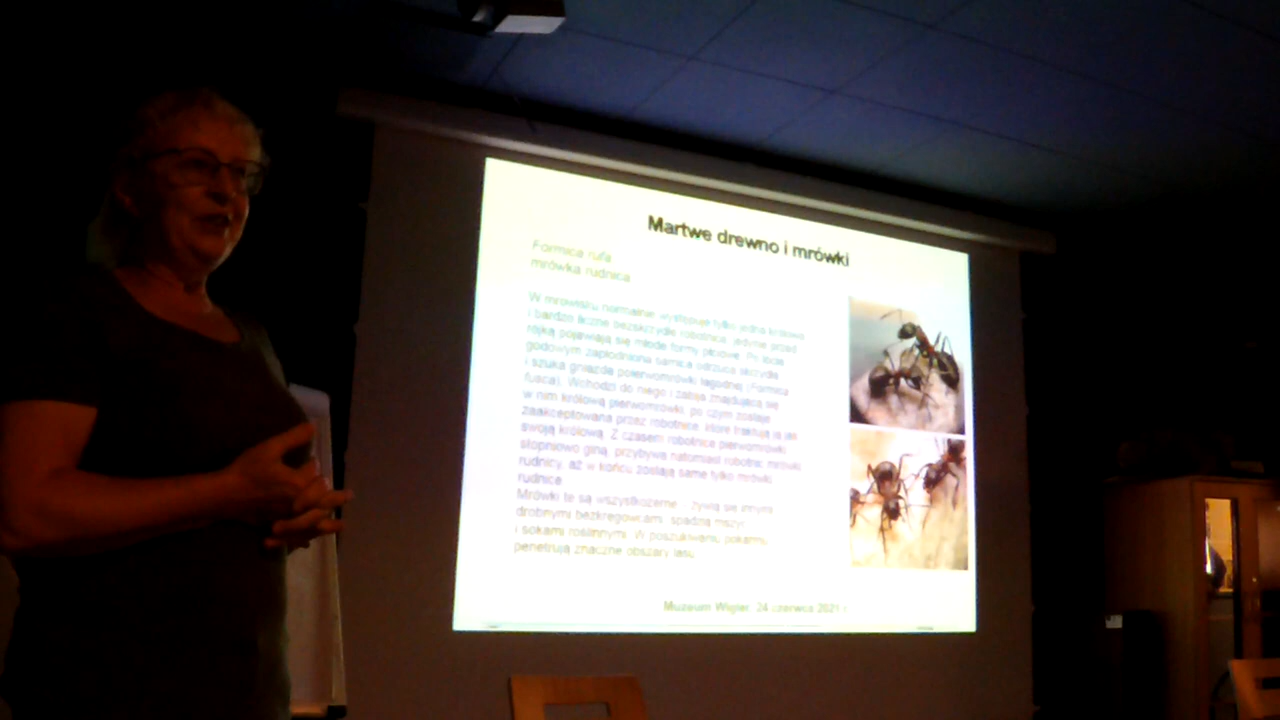 Martwe drewno i mrówki
Formica rufa
mrówka rudnica
W mrowisku normalnie występuje tylko jedna królowa
i bardzo liczne bezskrzydłe robotnice, jedynie przed
rójką pojawiają się młode formy płciowe. Po locie
godowym zapłodniona samica odrzuca skrzydła
i szuka gniazda pierwomrówki łagodnej (Formica
fusca). Wchodzi do niego i zabija znajdującą się
w nim królową pierwomrówki, po czym zostaje
zaakceptowana przez robotnice, które traktują ją jak
swoją królową. Z czasem robotnice pierwomrówki
stopniowo giną, przybywa natomiast robotnic mrówki
rudnicy, aż w końcu zostają same tylko mrówki
rudnice.
Mrówki te są wszystkożerne - żywią się innymi
drobnymi bezkręgowcami, spadzią mszyc
i sokami roślinnymi. W poszukiwaniu pokarmu
penetrują znaczne obszary lasu.
Muzeum Wigier, 24 czerwca 2021 r.